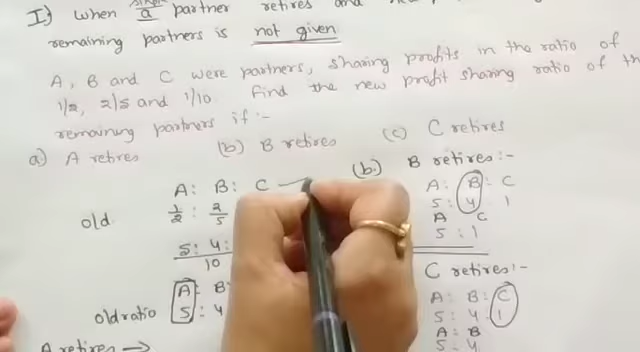 I.) When a partner retires and
remaining partners is not given
A, B and C were partners, sharing profits in the ratio of
1/2, 2/5 and 1/10. Find the new profit sharing ratio of the
remaining partners if :-
a) A retires (b) B retires (c) C retires
A : B : C
old 1/2 : 2/5
5 : 4 :
10
old ratio A : B
5 : 4
A retires →
(b.) B retires :-
A : B : C
5 : 4 : 1
A C
5 : 1
C retires :-
A : B : C
5 : 4 : 1
A : B
5 : 4